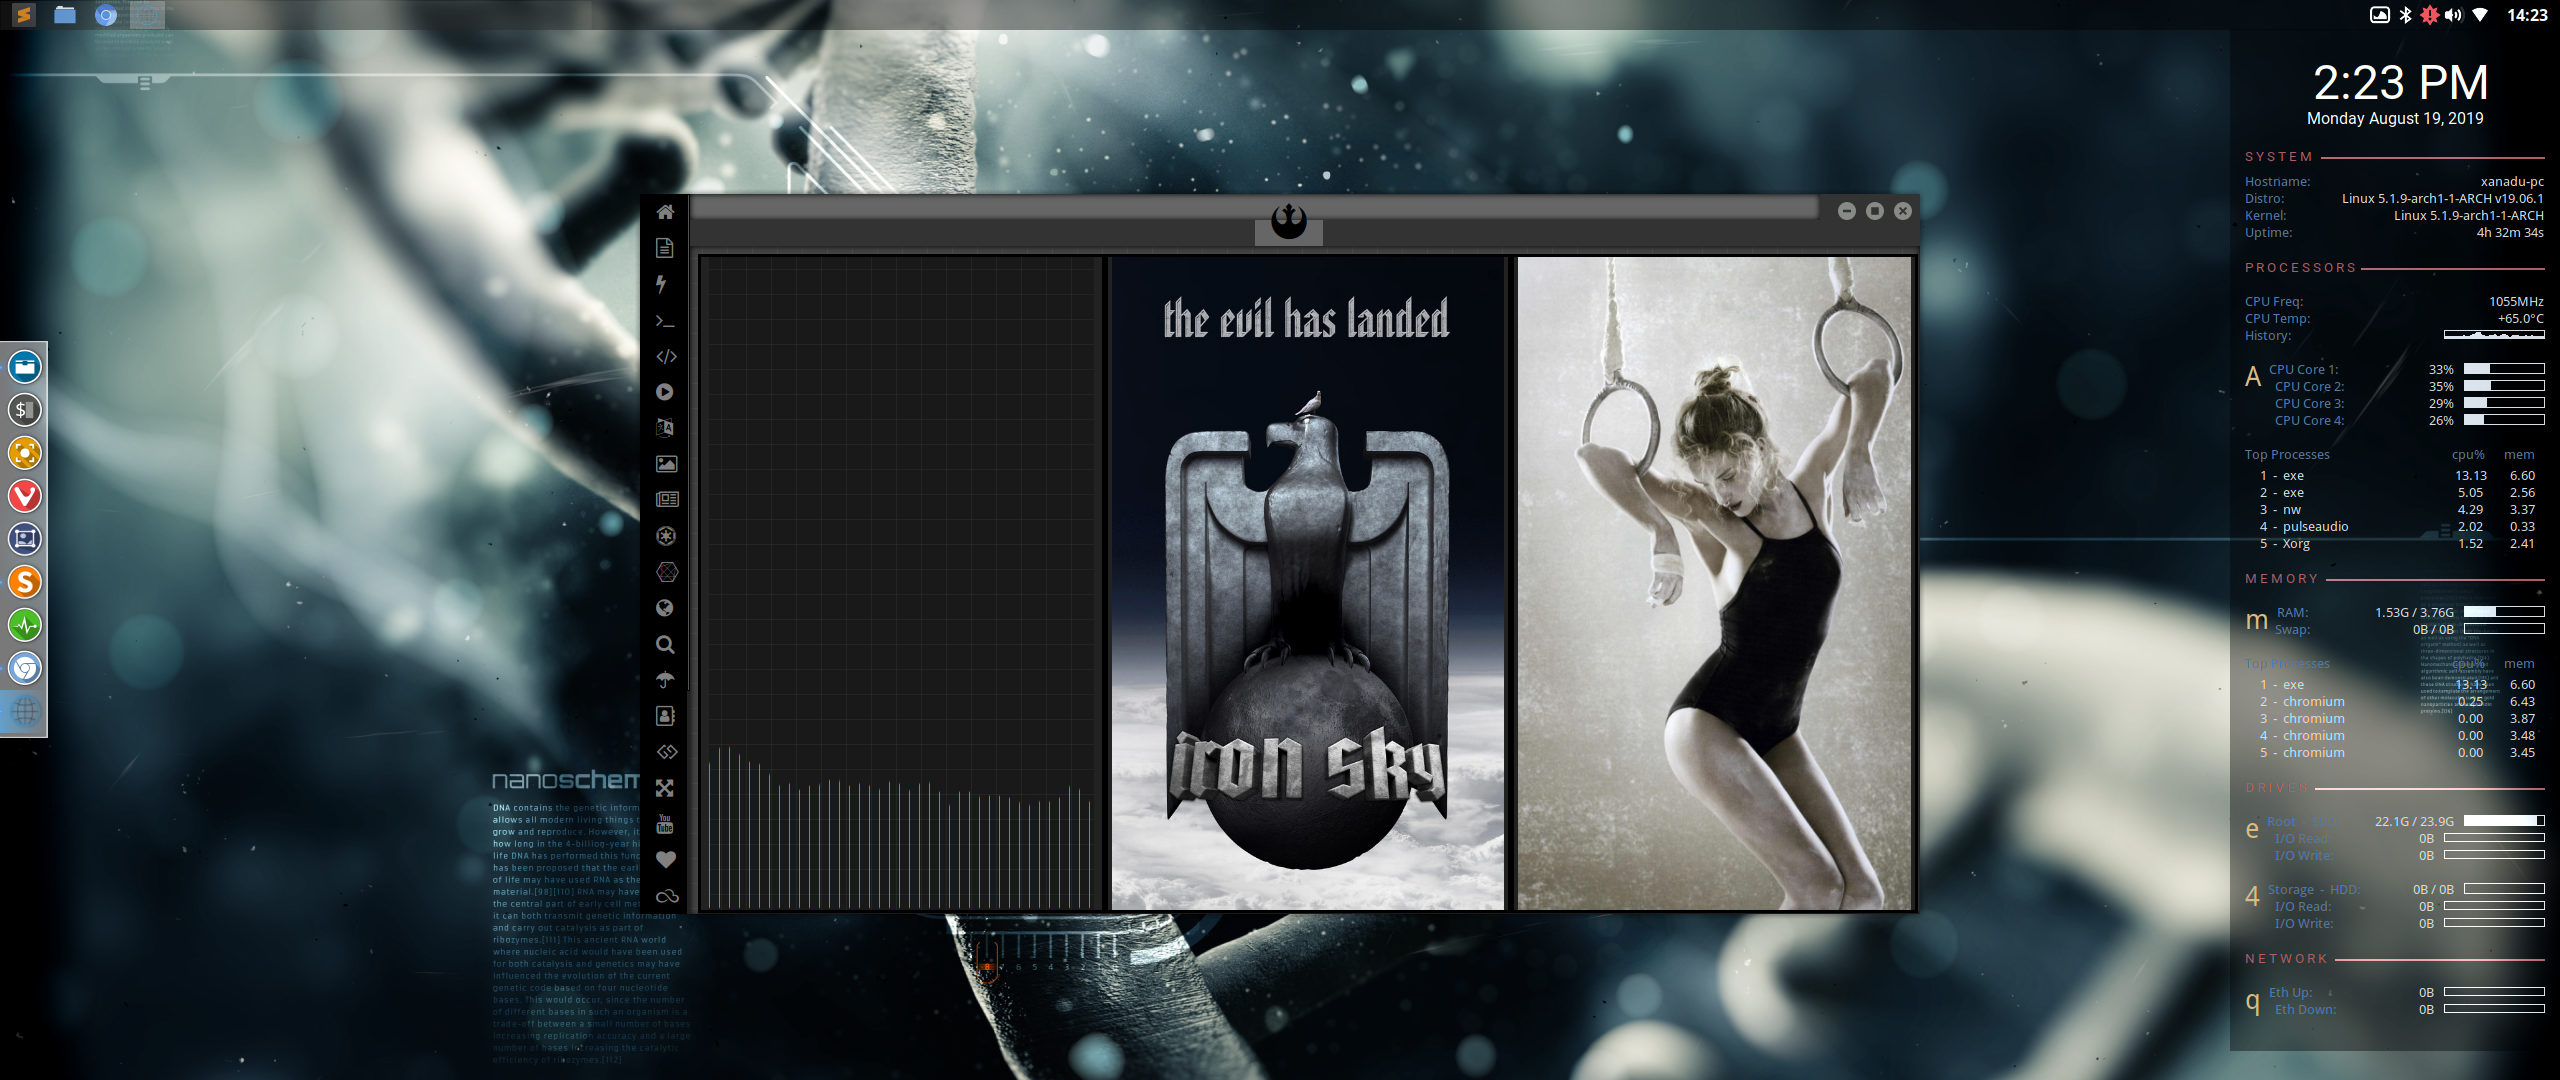 14:23
2:23 PM
Monday August 19, 2019
SYSTEM
Hostname: xanadu-pc
Distro: Linux 5.1.9-arch1-1-ARCH v19.06.1
Kernel: Linux 5.1.9-arch1-1-ARCH
Uptime: 4h 32m 34s
PROCESSORS
CPU Freq: 1055MHz
CPU Temp: +65.0°C
History:
A CPU Core 1: 33%
CPU Core 2: 35%
CPU Core 3: 29%
CPU Core 4: 26%
Top Processes cpu% mem
1 - exe 13.13 6.60
2 - exe 5.05 2.56
3 - nw 4.29 3.37
4 - pulseaudio 2.02 0.33
5 - Xorg 1.52 2.41
MEMORY
m RAM: 1.53G / 3.76G
Swap: 0B / 0B
Top Processes cpu% mem
1 - exe 13.13 6.60
2 - chromium 0.25 6.43
3 - chromium 0.00 3.87
4 - chromium 0.00 3.48
5 - chromium 0.00 3.45
DRIVES
e Root 22.1G / 23.9G
I/O Read: 0B
I/O Write: 0B
4 Storage - HDD: 0B / 0B
I/O Read: 0B
I/O Write: 0B
NETWORK
q Eth Up: 0B
Eth Down: 0B
the evil has landed
iron sky
You
Tube
nanoschem
DNA contains the genetic inform
allows all modern living things t
grow and reproduce. However, it
how long in the 4-billion-year hi
life DNA has performed this func
has been proposed that the earl
of life may have used RNA as the
material.[98][110] RNA may have
the central part of early cell met
it can both transmit genetic information
and carry out catalysis as part of
ribozymes.[111] This ancient RNA world
where nucleic acid would have been used
for both catalysis and genetics may have
influenced the evolution of the current
genetic code based on four nucleotide
bases. This would occur, since the number
of different bases in such an organism is a
trade-off between a small number of bases
increasing replication accuracy and a large
number of bases increasing the catalytic
efficiency of ribozymes.[112]
8 6 5 4 3 2